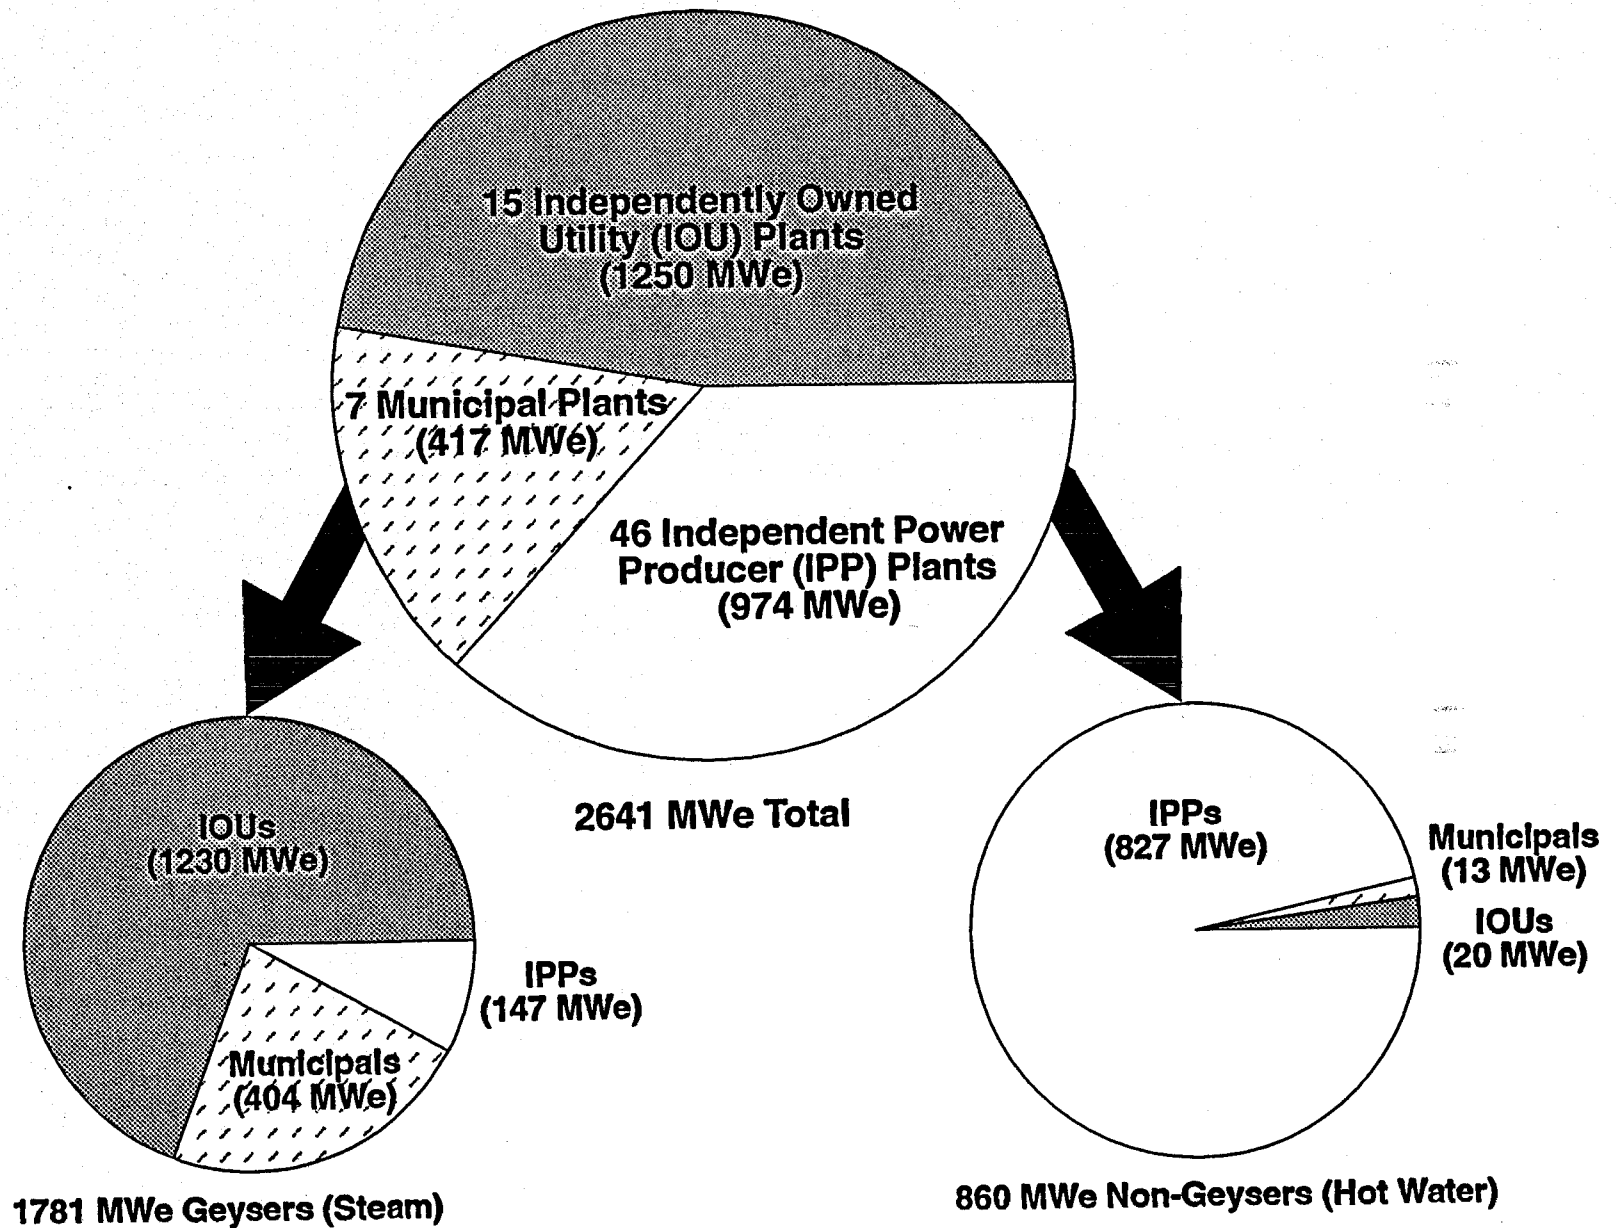 15 Independently Owned
Utility (IOU) Plants
(1250 MWe)
7 Municipal Plants
(417 MWe)
46 Independent Power
Producer (IPP) Plants
(974 MWe)
2641 MWe Total
IOUs
(1230 MWe)
IPPs
(147 MWe)
Municipals
(404 MWe)
1781 MWe Geysers (Steam)
IPPs
(827 MWe)
Municipals
(13 MWe)
IOUs
(20 MWe)
860 MWe Non-Geysers (Hot Water)